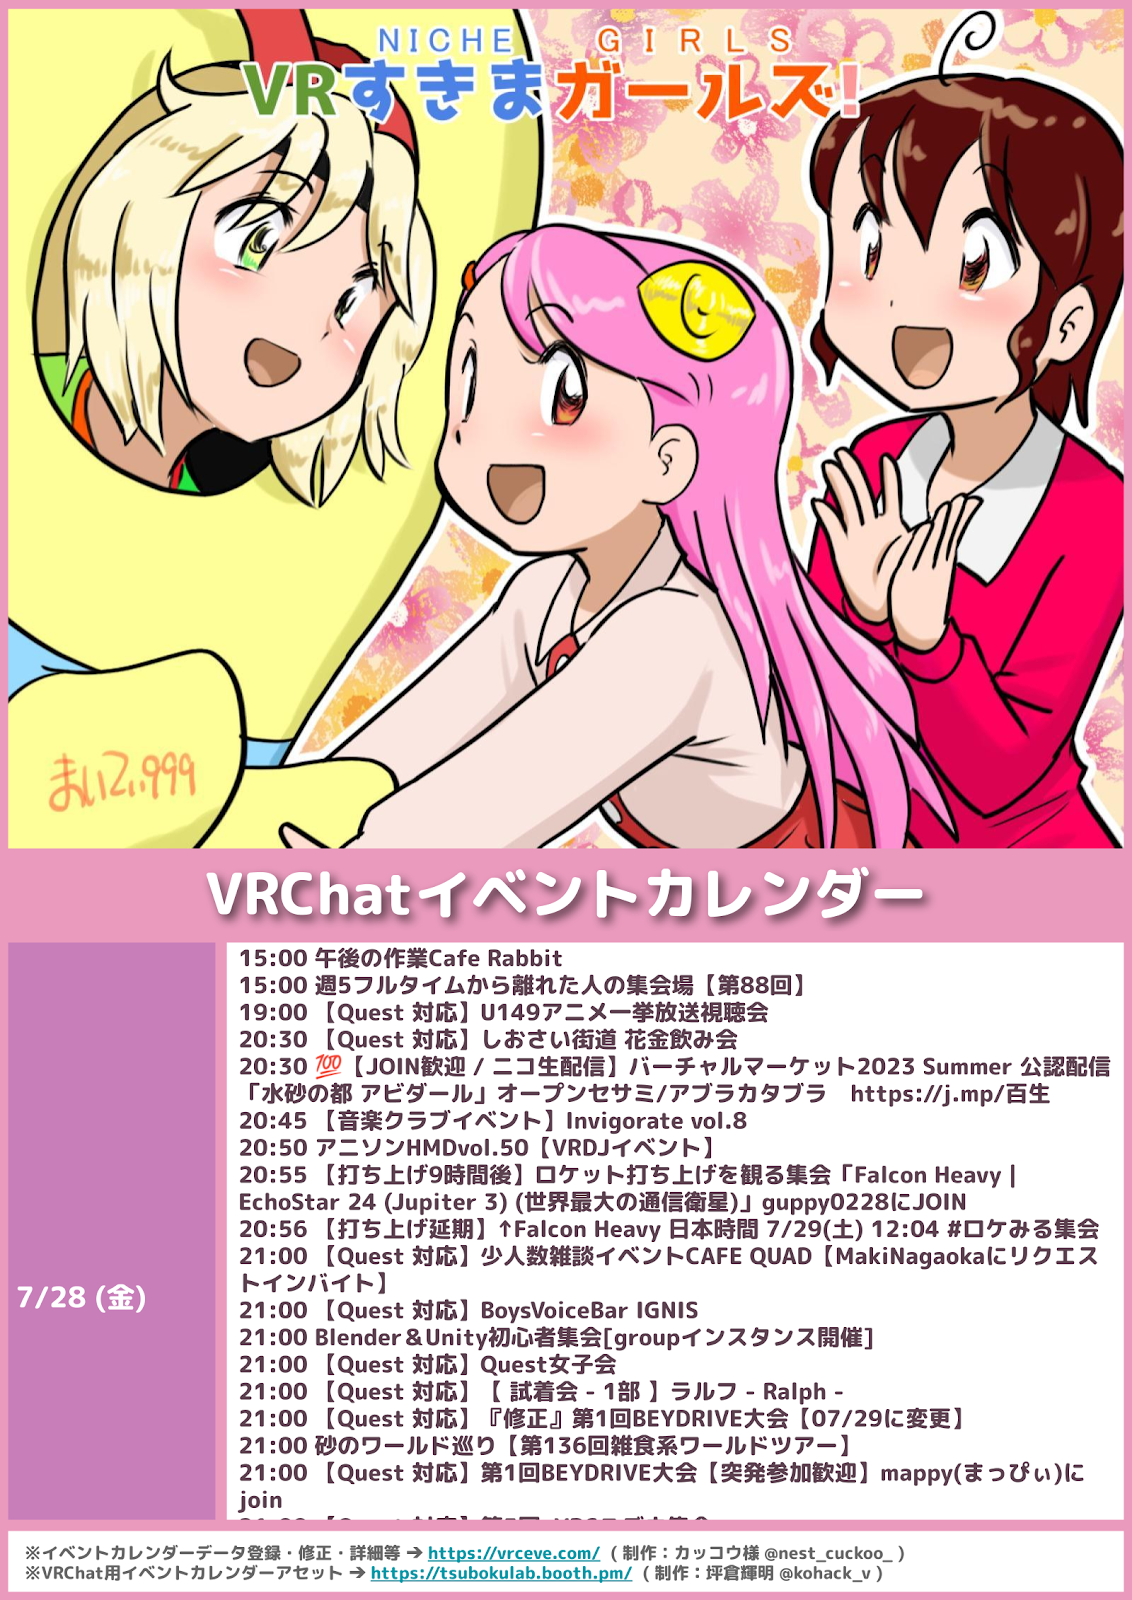 NICHE GIRLS
VRすきまガールズ!
まいてぃ999
VRChatイベントカレンダー
7/28 (金)
15:00 午後の作業Cafe Rabbit
15:00 週5フルタイムから離れた人の集会場【第88回】
19:00 【Quest 対応】U149アニメ一挙放送視聴会
20:30 【Quest 対応】しおさい街道 花金飲み会
20:30 💯【JOIN歓迎 / ニコ生配信】バーチャルマーケット2023 Summer 公認配信
「水砂の都 アビダール」オープンセサミ/アブラカタブラ　https://j.mp/百生
20:45 【音楽クラブイベント】Invigorate vol.8
20:50 アニソンHMDvol.50【VRDJイベント】
20:55 【打ち上げ9時間後】ロケット打ち上げを観る集会「Falcon Heavy |
EchoStar 24 (Jupiter 3) (世界最大の通信衛星)」guppy0228にJOIN
20:56 【打ち上げ延期】↑Falcon Heavy 日本時間 7/29(土) 12:04 #ロケみる集会
21:00 【Quest 対応】少人数雑談イベントCAFE QUAD【MakiNagaokaにリクエス
トインバイト】
21:00 【Quest 対応】BoysVoiceBar IGNIS
21:00 Blender＆Unity初心者集会[groupインスタンス開催]
21:00 【Quest 対応】Quest女子会
21:00 【Quest 対応】【 試着会 - 1部 】ラルフ - Ralph -
21:00 【Quest 対応】『修正』第1回BEYDRIVE大会【07/29に変更】
21:00 砂のワールド巡り【第136回雑食系ワールドツアー】
21:00 【Quest 対応】第1回BEYDRIVE大会【突発参加歓迎】mappy(まっぴぃ)に
join
※イベントカレンダーデータ登録・修正・詳細等 ➔ https://vrceve.com/ ( 制作：カッコウ様 @nest_cuckoo_ )
※VRChat用イベントカレンダーアセット ➔ https://tsubokulab.booth.pm/ ( 制作：坪倉輝明 @kohack_v )